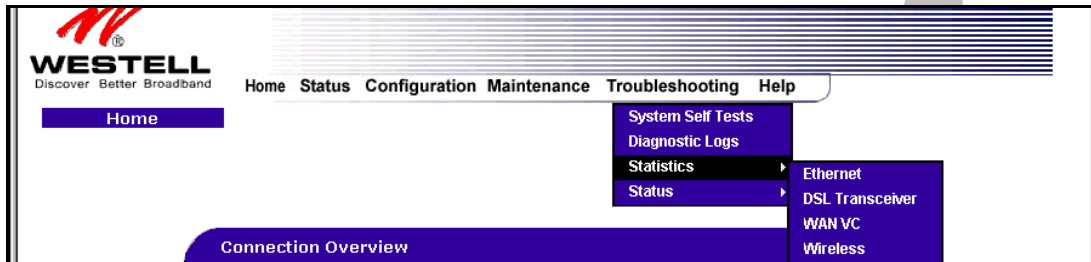 ®
WESTELL
Discover Better Broadband
Home Status Configuration Maintenance Troubleshooting Help
Home
System Self Tests
Diagnostic Logs
Statistics
Status
Ethernet
DSL Transceiver
WAN VC
Wireless
Connection Overview